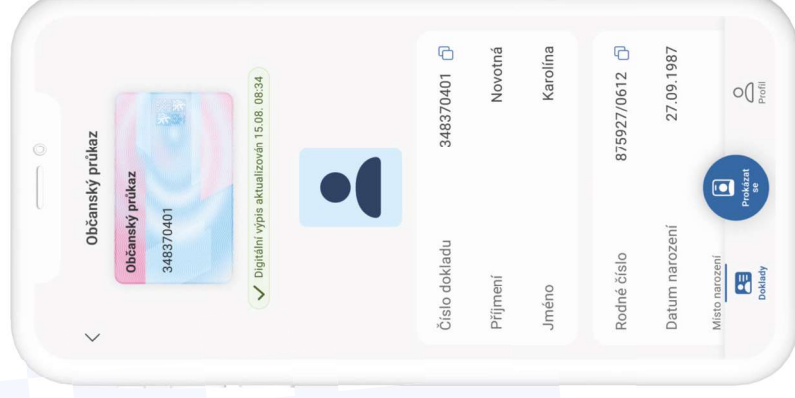 Občanský průkaz
Občanský průkaz
348370401
Digitální výpis aktualizován 15.08. 08:34
Číslo dokladu 348370401
Příjmení Novotná
Jméno Karolína
Rodné číslo 875927/0612
Datum narození 27.09.1987
Místo narození
Doklady
Prokázat
se
Profil